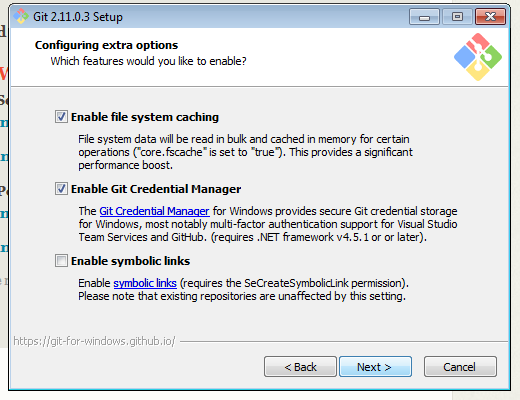 Git 2.11.0.3 Setup
Configuring extra options
Which features would you like to enable?
Enable file system caching
File system data will be read in bulk and cached in memory for certain
operations ("core.fscache" is set to "true"). This provides a significant
performance boost.
Enable Git Credential Manager
The Git Credential Manager for Windows provides secure Git credential storage
for Windows, most notably multi-factor authentication support for Visual Studio
Team Services and GitHub. (requires .NET framework v4.5.1 or or later).
Enable symbolic links
Enable symbolic links (requires the SeCreateSymbolicLink permission).
Please note that existing repositories are unaffected by this setting.
https://git-for-windows.github.io/
< Back Next > Cancel